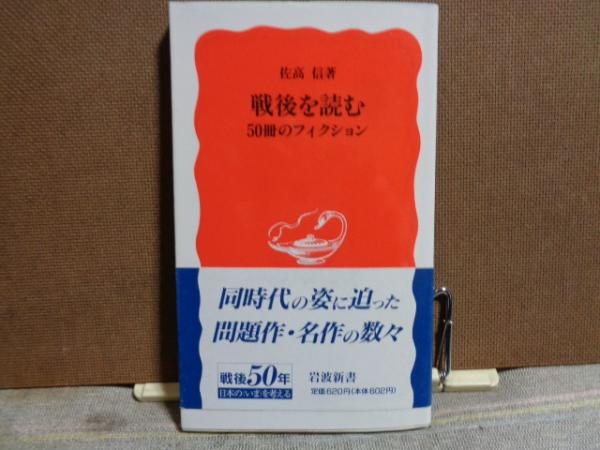 佐高 信著
戦後を読む
50冊のフィクション
同時代の姿に迫った
問題作・名作の数々
戦後50年
日本の〈いま〉を考える
岩波新書
定価620円(本体602円)